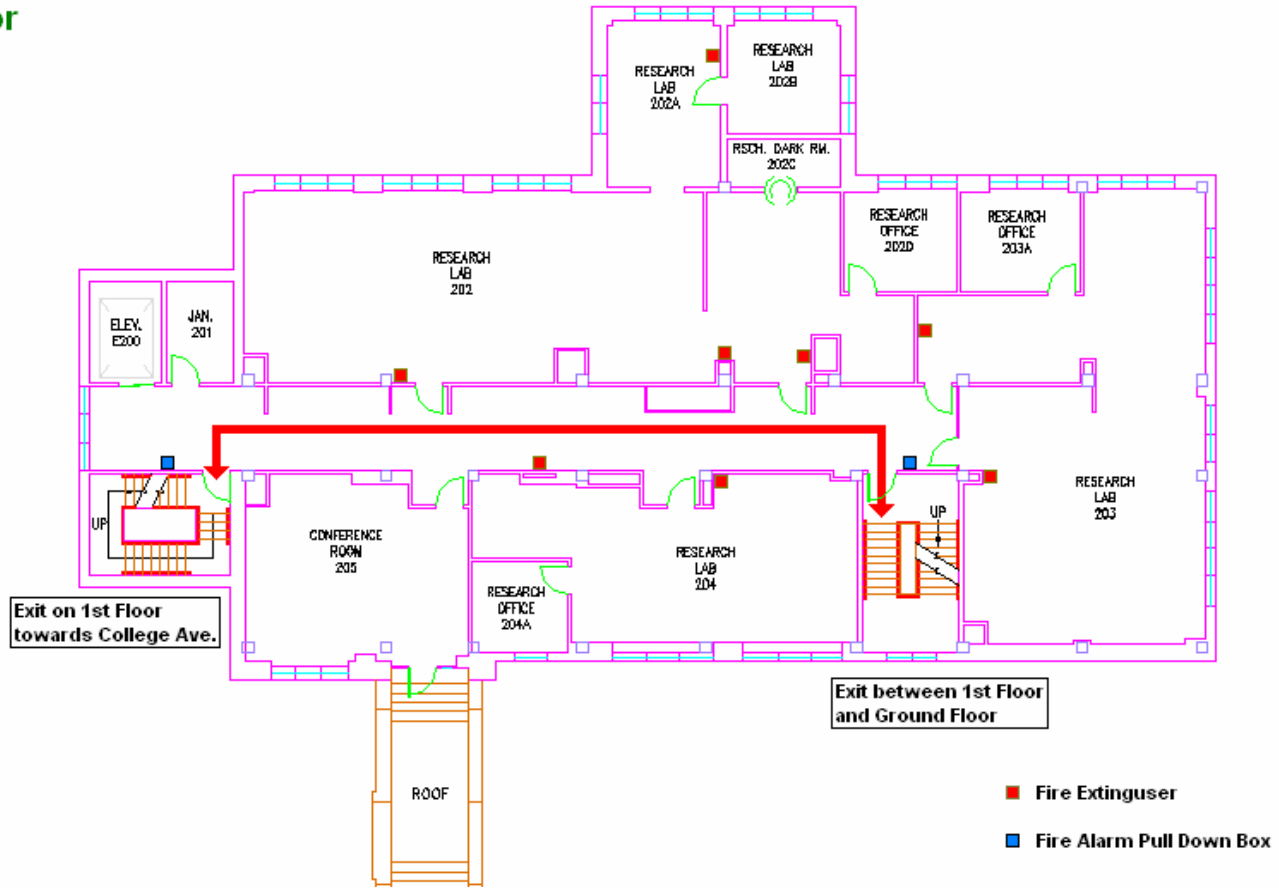 or
RESEARCH
LAB
202A
RESEARCH
LAB
202B
RSCH. DARK RM.
202C
RESEARCH
OFFICE
202D
RESEARCH
OFFICE
203A
RESEARCH
LAB
202
ELEV.
E200
JAN.
201
UP
CONFERENCE
ROOM
205
RESEARCH
OFFICE
204A
RESEARCH
LAB
204
UP
RESEARCH
LAB
203
Exit on 1st Floor
towards College Ave.
Exit between 1st Floor
and Ground Floor
ROOF
Fire Extinguser
Fire Alarm Pull Down Box